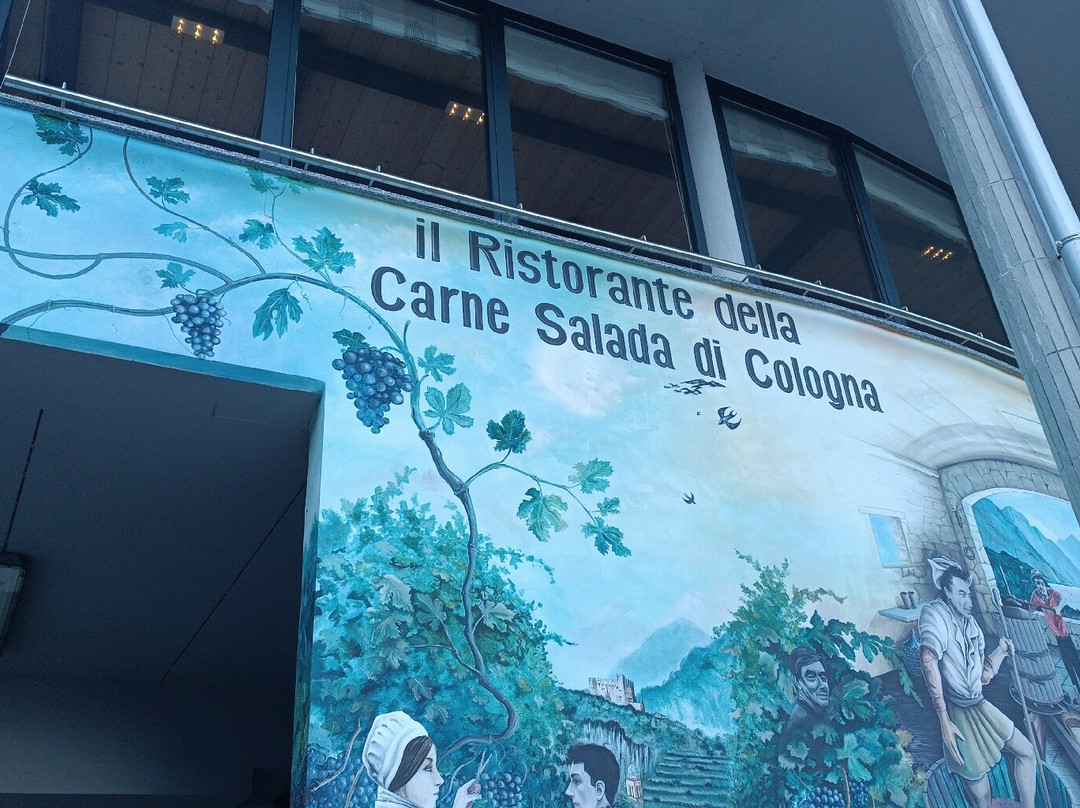 il Ristorante della
Carne Salada di Cologna